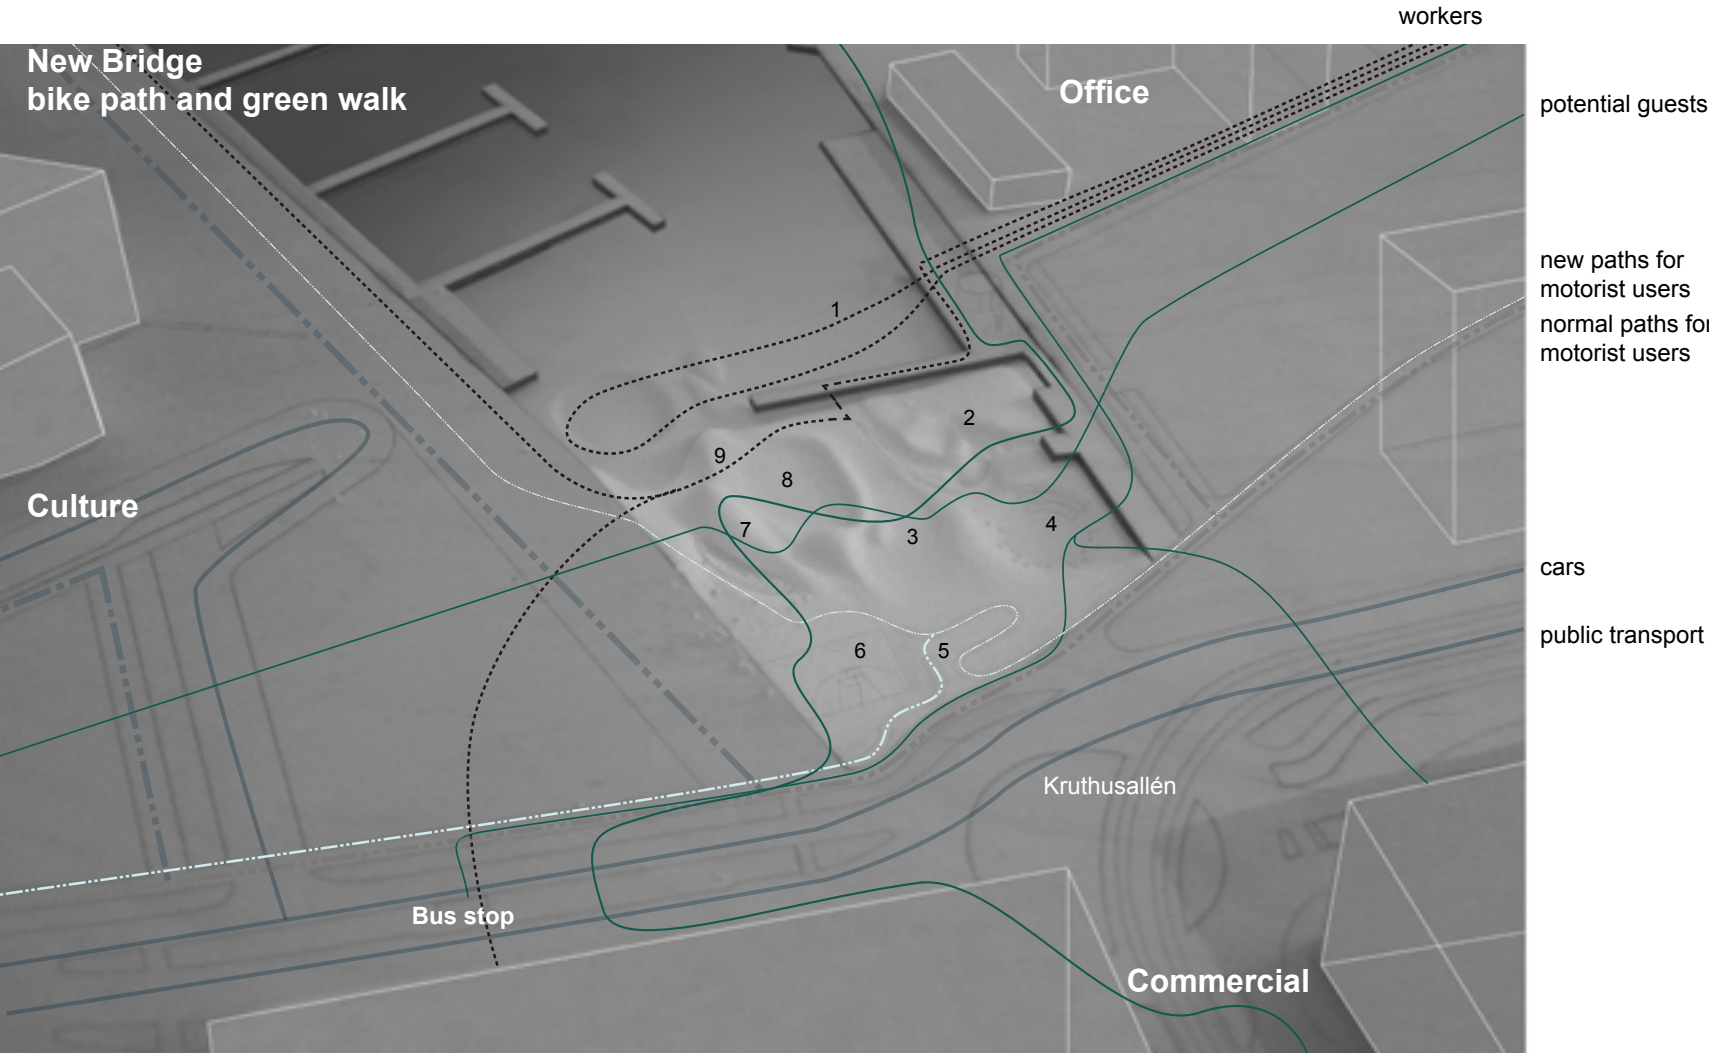 workers
New Bridge
bike path and green walk
Office
potential guests
new paths for
motorist users
normal paths for
motorist users
1
2
9
8
Culture
7
3
4
cars
public transport
6
5
Kruthusallén
Bus stop
Commercial